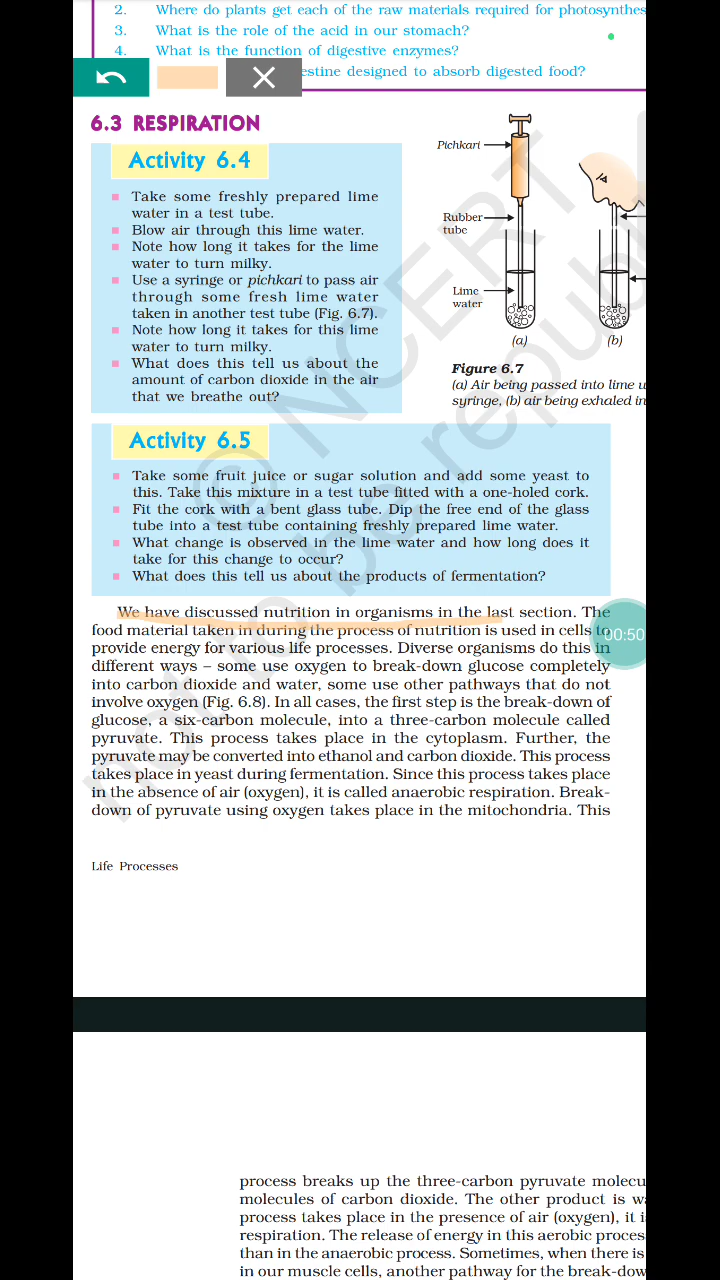 2. Where do plants get each of the raw materials required for photosynthes
3. What is the role of the acid in our stomach?
4. What is the function of digestive enzymes?
estine designed to absorb digested food?
6.3 RESPIRATION
Activity 6.4
Take some freshly prepared lime
water in a test tube.
Blow air through this lime water.
Note how long it takes for the lime
water to turn milky.
Use a syringe or pichkari to pass air
through some fresh lime water
taken in another test tube (Fig. 6.7).
Note how long it takes for this lime
water to turn milky.
What does this tell us about the
amount of carbon dioxide in the air
that we breathe out?
Pichkari
Rubber
tube
Lime
water
(a)
(b)
Figure 6.7
(a) Air being passed into lime
syringe, (b) air being exhaled in
Activity 6.5
Take some fruit juice or sugar solution and add some yeast to
this. Take this mixture in a test tube fitted with a one-holed cork.
Fit the cork with a bent glass tube. Dip the free end of the glass
tube into a test tube containing freshly prepared lime water.
What change is observed in the lime water and how long does it
take for this change to occur?
What does this tell us about the products of fermentation?
We have discussed nutrition in organisms in the last section. The
food material taken in during the process of nutrition is used in cells to
00:50
provide energy for various life processes. Diverse organisms do this in
different ways – some use oxygen to break-down glucose completely
into carbon dioxide and water, some use other pathways that do not
involve oxygen (Fig. 6.8). In all cases, the first step is the break-down of
glucose, a six-carbon molecule, into a three-carbon molecule called
pyruvate. This process takes place in the cytoplasm. Further, the
pyruvate may be converted into ethanol and carbon dioxide. This process
takes place in yeast during fermentation. Since this process takes place
in the absence of air (oxygen), it is called anaerobic respiration. Break-
down of pyruvate using oxygen takes place in the mitochondria. This
Life Processes
© NCERT
not to be republ
process breaks up the three-carbon pyruvate molecu
molecules of carbon dioxide. The other product is wa
process takes place in the presence of air (oxygen), it i
respiration. The release of energy in this aerobic proces
than in the anaerobic process. Sometimes, when there is
in our muscle cells, another pathway for the break-dow